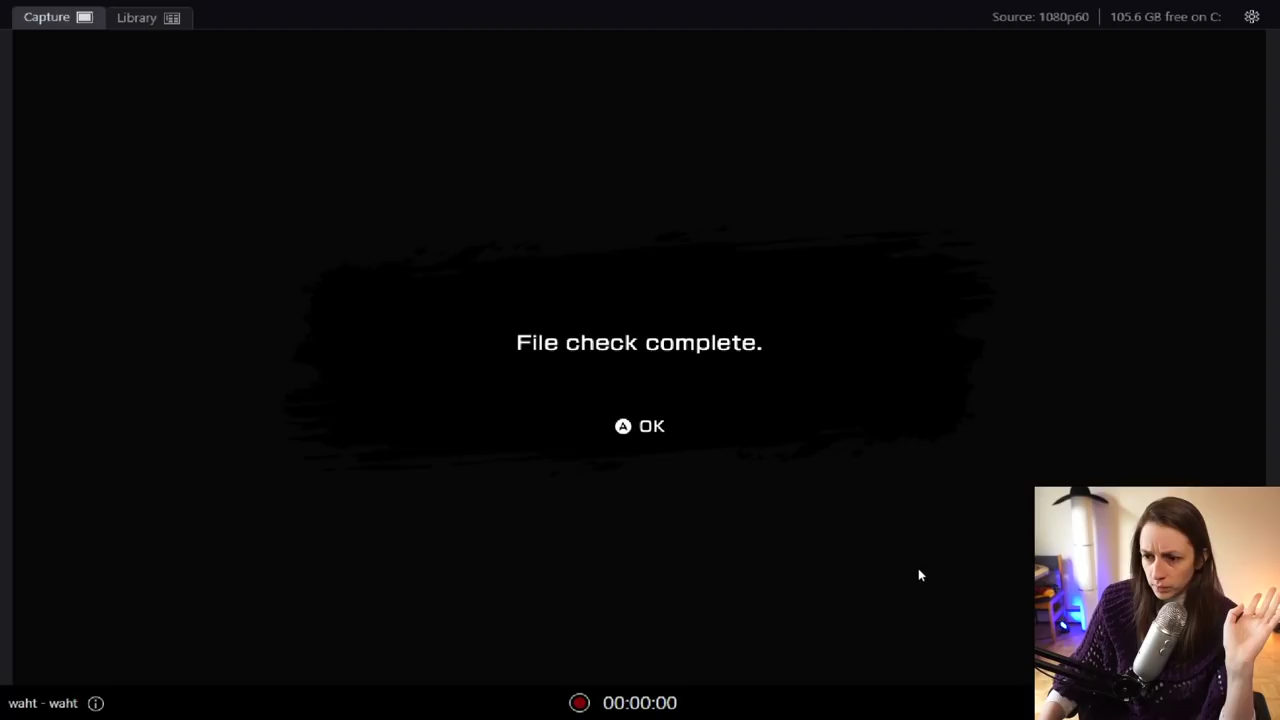 Capture
Library
Source: 1080p60
105.6 GB free on C:
File check complete.
A OK
waht - waht
00:00:00